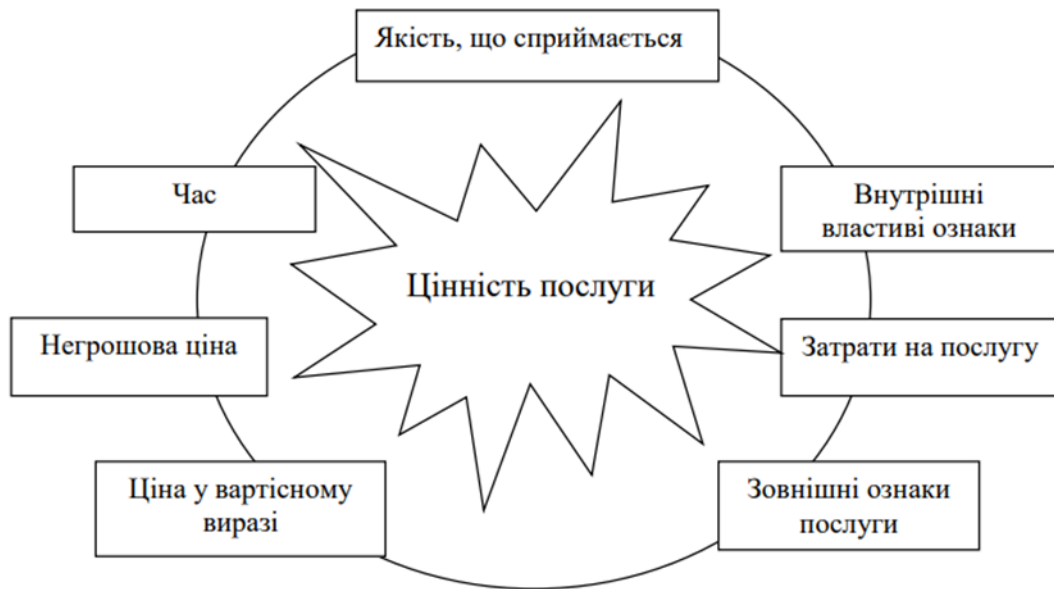 Якість, що сприймається
Час
Внутрішні
властиві ознаки
Цінність послуги
Негрошова ціна
Затрати на послугу
Ціна у вартісному
виразі
Зовнішні ознаки
послуги